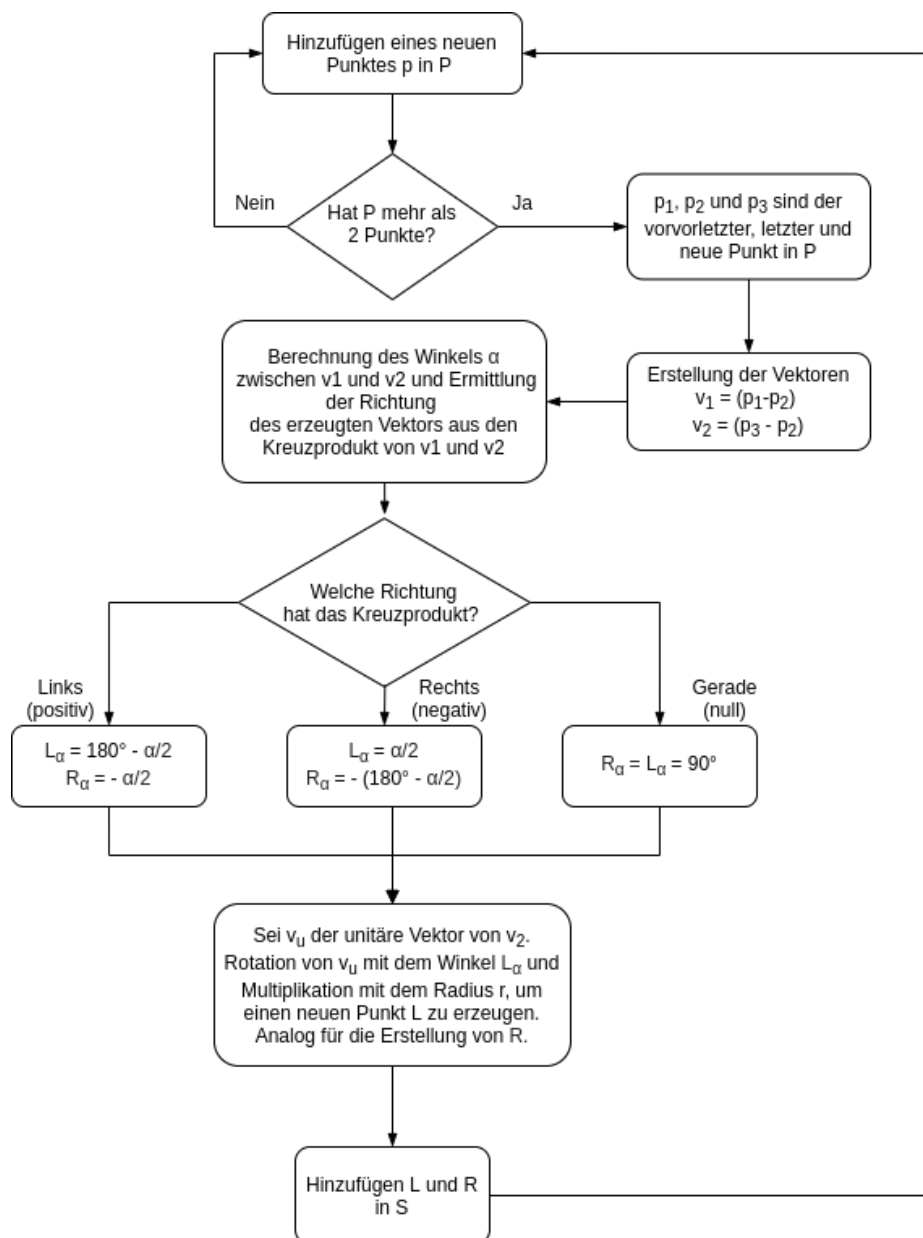 Hinzufügen eines neuen
Punktes p in P
Nein
Hat P mehr als
2 Punkte?
Ja
p₁, p₂ und p₃ sind der
vorvorletzter, letzter und
neue Punkt in P
Erstellung der Vektoren
v₁ = (p₁-p₂)
v₂ = (p₃ - p₂)
Berechnung des Winkels α
zwischen v1 und v2 und Ermittlung
der Richtung
des erzeugten Vektors aus den
Kreuzprodukt von v1 und v2
Welche Richtung
hat das Kreuzprodukt?
Links
(positiv)
Rechts
(negativ)
Gerade
(null)
Lα = 180° - α/2
Rα = - α/2
Lα = α/2
Rα = - (180° - α/2)
Rα = Lα = 90°
Sei vᵤ der unitäre Vektor von v₂.
Rotation von vᵤ mit dem Winkel Lα und
Multiplikation mit dem Radius r, um
einen neuen Punkt L zu erzeugen.
Analog für die Erstellung von R.
Hinzufügen L und R
in S